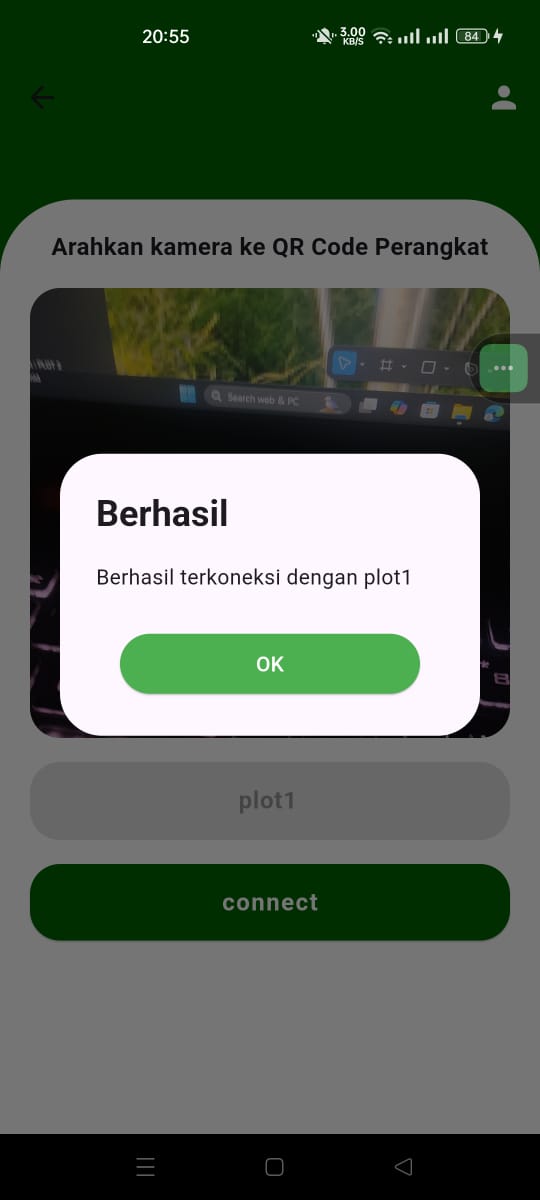 20:55
3.00
KB/S
84
Arahkan kamera ke QR Code Perangkat
Search web & PC
Berhasil
Berhasil terkoneksi dengan plot1
OK
plot1
connect